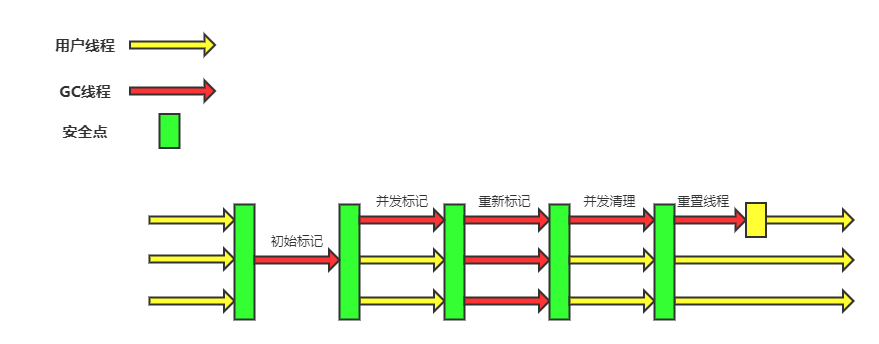 用户线程
GC线程
安全点
初始标记
并发标记
重新标记
并发清理
重置线程